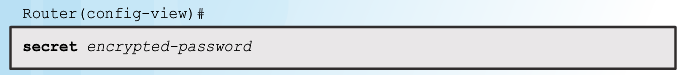 Router(config-view)#
secret encrypted-password